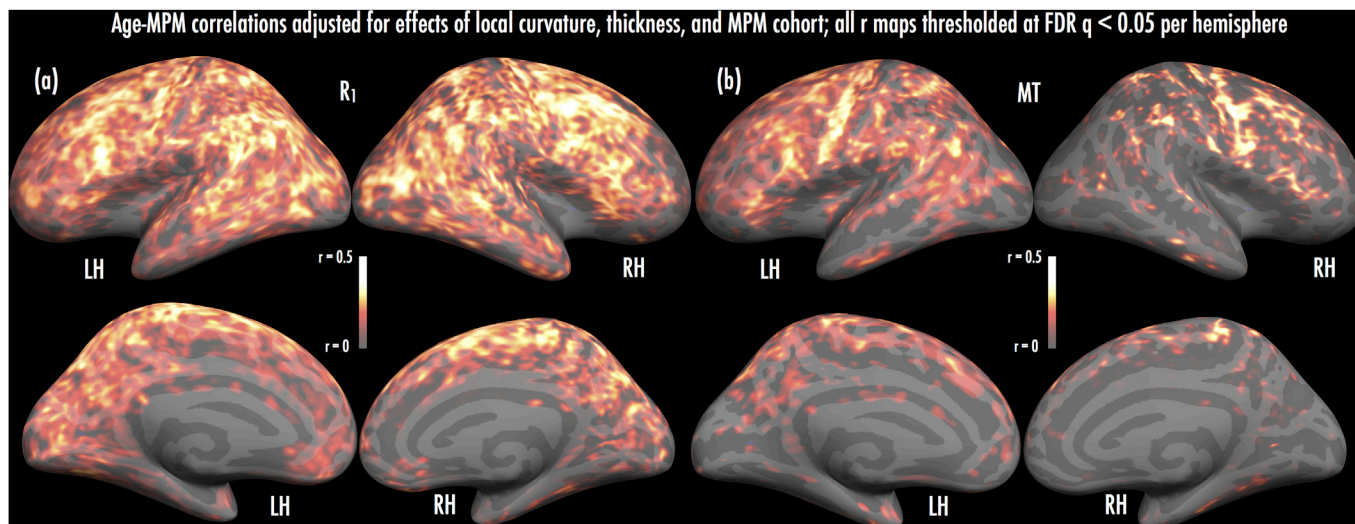 Age-MPM correlations adjusted for effects of local curvature, thickness, and MPM cohort; all r maps thresholded at FDR q < 0.05 per hemisphere
(a)
R1
(b)
MT
LH
r = 0.5
r = 0
RH
LH
r = 0.5
r = 0
RH
LH
RH
LH
RH